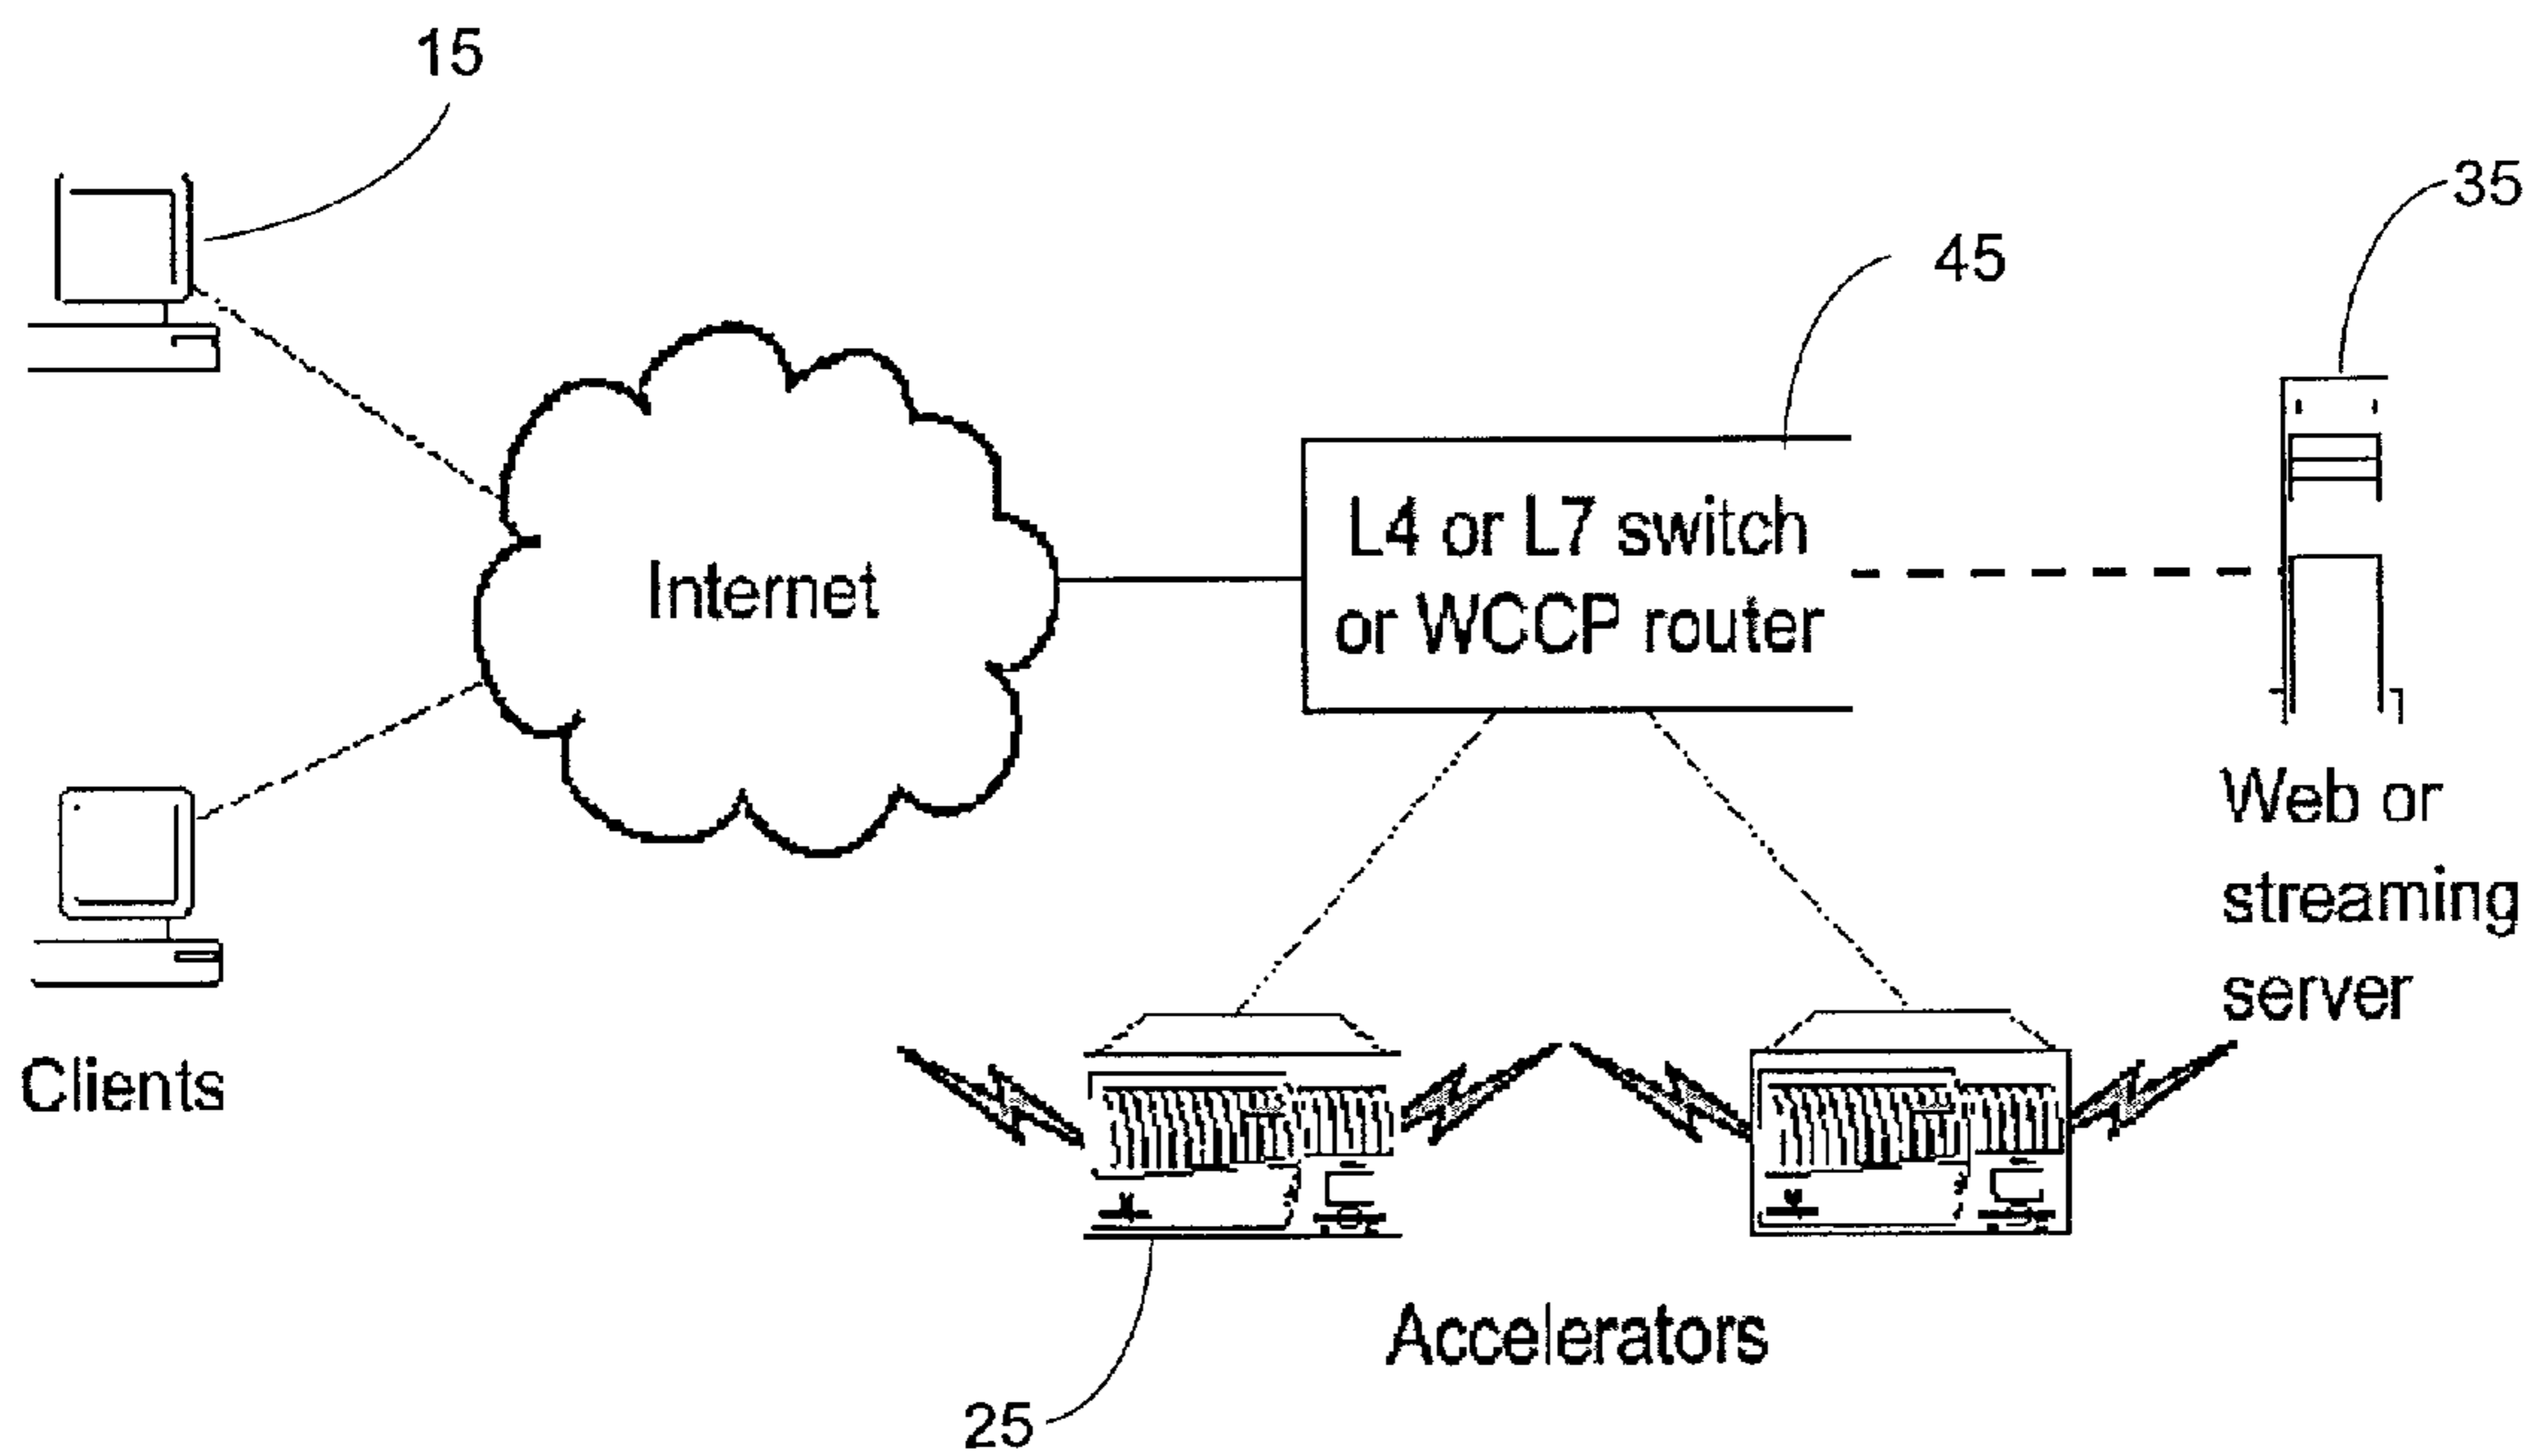 15
35
45
L4 or L7 switch
or WCCP router
Internet
Web or
streaming
server
Clients
Accelerators
25